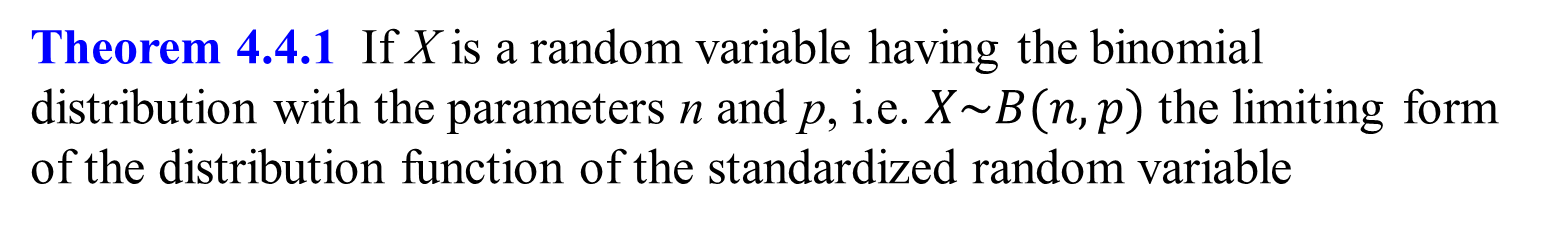 Theorem 4.4.1 If X is a random variable having the binomial
distribution with the parameters n and p, i.e. X~B(n,p) the limiting form
of the distribution function of the standardized random variable